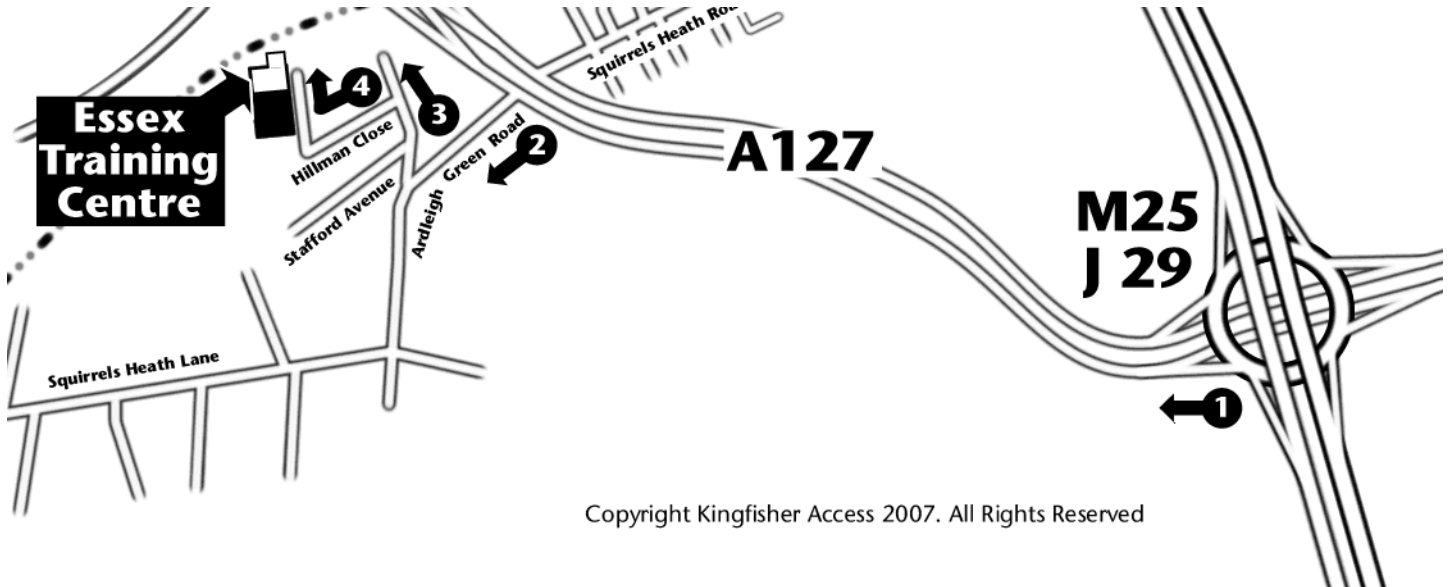 Squirrels Heath
Essex
Training
Centre
4
3
Hillman Close
2
Ardleigh Green Road
Stafford Avenue
A127
M25
J 29
Squirrels Heath Lane
1
Copyright Kingfisher Access 2007. All Rights Reserved